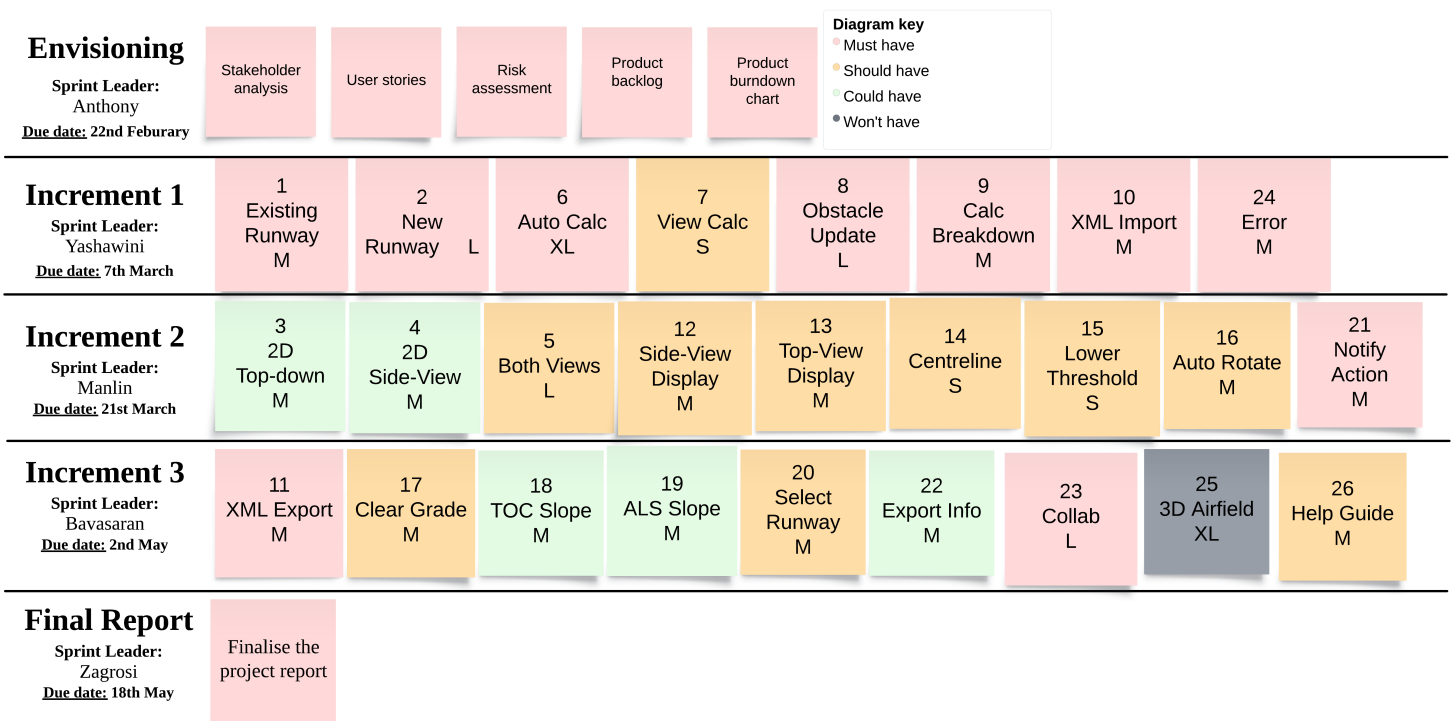 Envisioning
Sprint Leader:
Anthony
Due date: 22nd Feburary
Stakeholder
analysis
User stories
Risk
assessment
Product
backlog
Product
burndown
chart
Diagram key
Must have
Should have
Could have
Won't have
Increment 1
Sprint Leader:
Yashawini
Due date: 7th March
1
Existing
Runway
M
2
New
Runway L
6
Auto Calc
XL
7
View Calc
S
8
Obstacle
Update
L
9
Calc
Breakdown
M
10
XML Import
M
24
Error
M
Increment 2
Sprint Leader:
Manlin
Due date: 21st March
3
2D
Top-down
M
4
2D
Side-View
M
5
Both Views
L
12
Side-View
Display
M
13
Top-View
Display
M
14
Centreline
S
15
Lower
Threshold
S
16
Auto Rotate
M
21
Notify
Action
M
Increment 3
Sprint Leader:
Bavasaran
Due date: 2nd May
11
XML Export
M
17
Clear Grade
M
18
TOC Slope
M
19
ALS Slope
M
20
Select
Runway
M
22
Export Info
M
23
Collab
L
25
3D Airfield
XL
26
Help Guide
M
Final Report
Sprint Leader:
Zagrosi
Due date: 18th May
Finalise the
project report